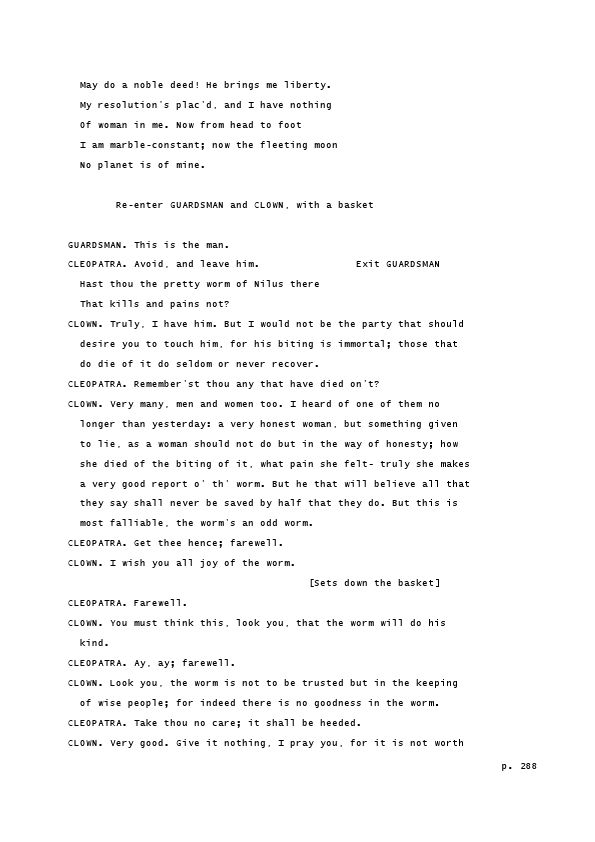 May do a noble deed! He brings me liberty.
My resolution's plac'd, and I have nothing
Of woman in me. Now from head to foot
I am marble-constant; now the fleeting moon
No planet is of mine.
Re-enter GUARDSMAN and CLOWN, with a basket
GUARDSMAN. This is the man.
CLEOPATRA. Avoid, and leave him. Exit GUARDSMAN
Hast thou the pretty worm of Nilus there
That kills and pains not?
CLOWN. Truly, I have him. But I would not be the party that should
desire you to touch him, for his biting is immortal; those that
do die of it do seldom or never recover.
CLEOPATRA. Remember'st thou any that have died on't?
CLOWN. Very many, men and women too. I heard of one of them no
longer than yesterday: a very honest woman, but something given
to lie, as a woman should not do but in the way of honesty; how
she died of the biting of it, what pain she felt- truly she makes
a very good report o' th' worm. But he that will believe all that
they say shall never be saved by half that they do. But this is
most falliable, the worm's an odd worm.
CLEOPATRA. Get thee hence; farewell.
CLOWN. I wish you all joy of the worm.
[Sets down the basket]
CLEOPATRA. Farewell.
CLOWN. You must think this, look you, that the worm will do his
kind.
CLEOPATRA. Ay, ay; farewell.
CLOWN. Look you, the worm is not to be trusted but in the keeping
of wise people; for indeed there is no goodness in the worm.
CLEOPATRA. Take thou no care; it shall be heeded.
CLOWN. Very good. Give it nothing, I pray you, for it is not worth
p. 288